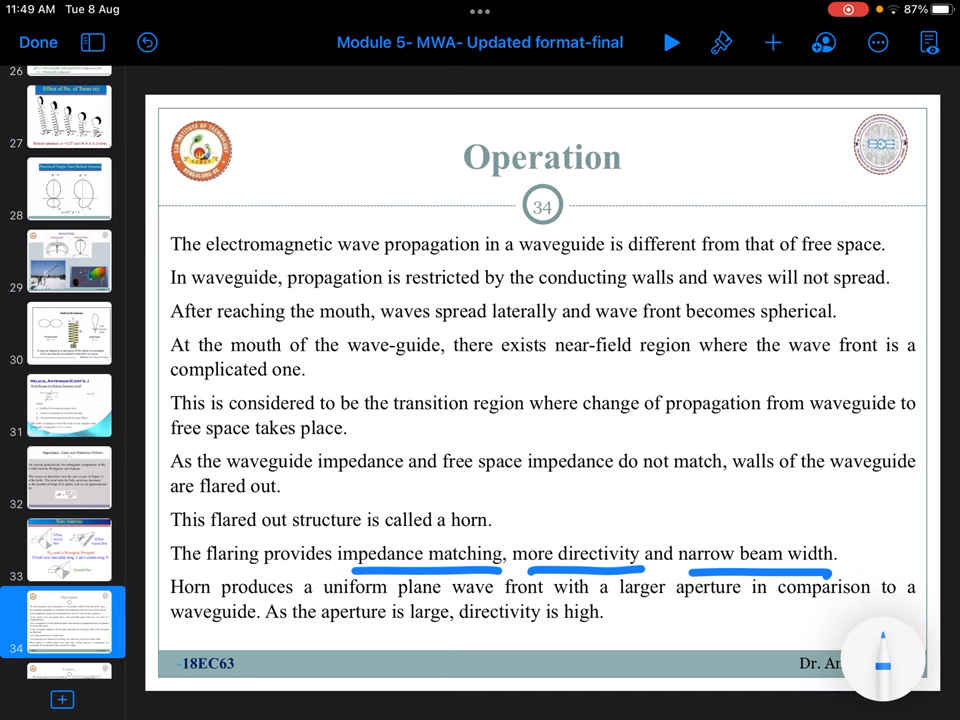 11:49 AM Tue 8 Aug
87%
Done
Module 5- MWA- Updated format-final
26
27
Effect of No. of Turns (n)
28
29
30
31
HELICAL ANTENNAS (CONT'D..)
32
33
34
Operation
34
The electromagnetic wave propagation in a waveguide is different from that of free space.
In waveguide, propagation is restricted by the conducting walls and waves will not spread.
After reaching the mouth, waves spread laterally and wave front becomes spherical.
At the mouth of the wave-guide, there exists near-field region where the wave front is a
complicated one.
This is considered to be the transition region where change of propagation from waveguide to
free space takes place.
As the waveguide impedance and free space impedance do not match, walls of the waveguide
are flared out.
This flared out structure is called a horn.
The flaring provides impedance matching, more directivity and narrow beam width.
Horn produces a uniform plane wave front with a larger aperture in comparison to a
waveguide. As the aperture is large, directivity is high.
-18EC63
Dr.